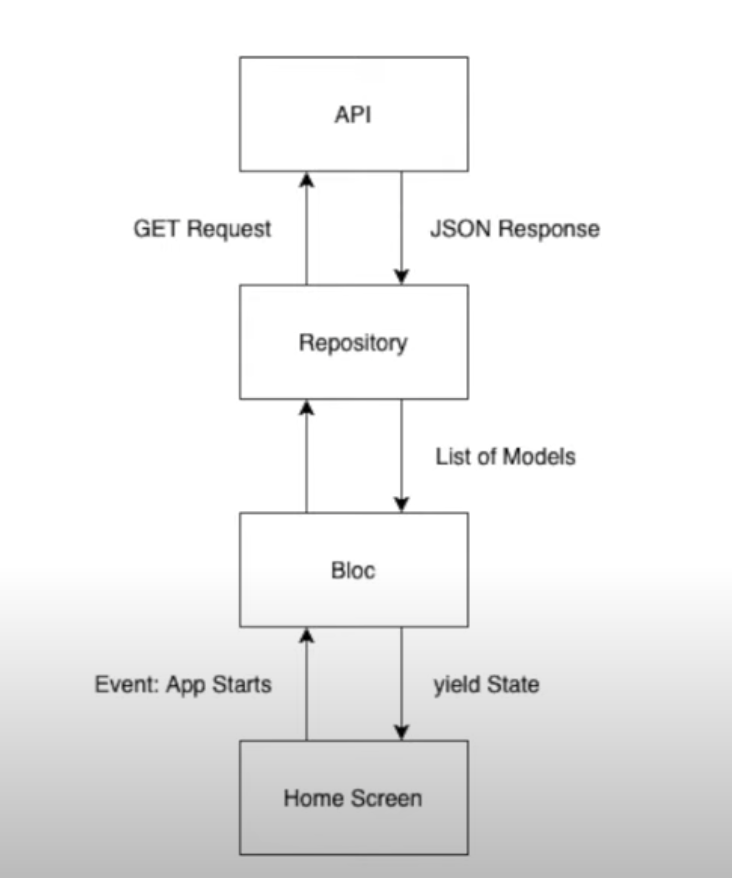 API
GET Request
JSON Response
Repository
List of Models
Bloc
Event: App Starts
yield State
Home Screen